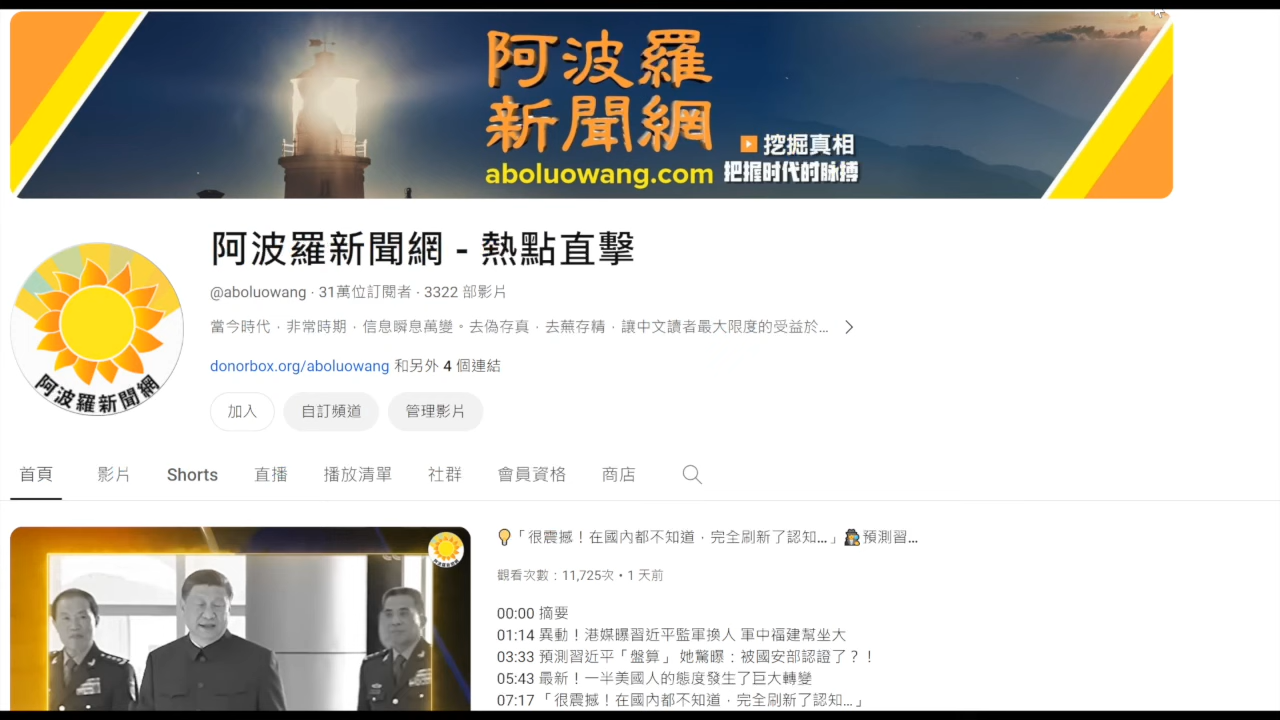 阿波羅
新聞網
aboluowang.com
挖掘真相
把握时代的脉搏
阿波羅新聞網 - 熱點直擊
@aboluowang · 31萬位訂閱者 · 3322 部影片
當今時代，非常時期，信息瞬息萬變。去偽存真，去蕪存精，讓中文讀者最大限度的受益於...
donorbox.org/aboluowang 和另外 4 個連結
阿波羅新聞網
加入 自訂頻道 管理影片
首頁 影片 Shorts 直播 播放清單 社群 會員資格 商店
💡「很震撼！在國內都不知道，完全刷新了認知...」🕵️預測習...
觀看次數：11,725次 • 1 天前
00:00 摘要
01:14 異動！港媒曝習近平監軍換人 軍中福建幫坐大
03:33 預測習近平「盤算」 她驚曝：被國安部認證了？！
05:43 最新！一半美國人的態度發生了巨大轉變
07:17 「很震撼！在國內都不知道，完全刷新了認知...」